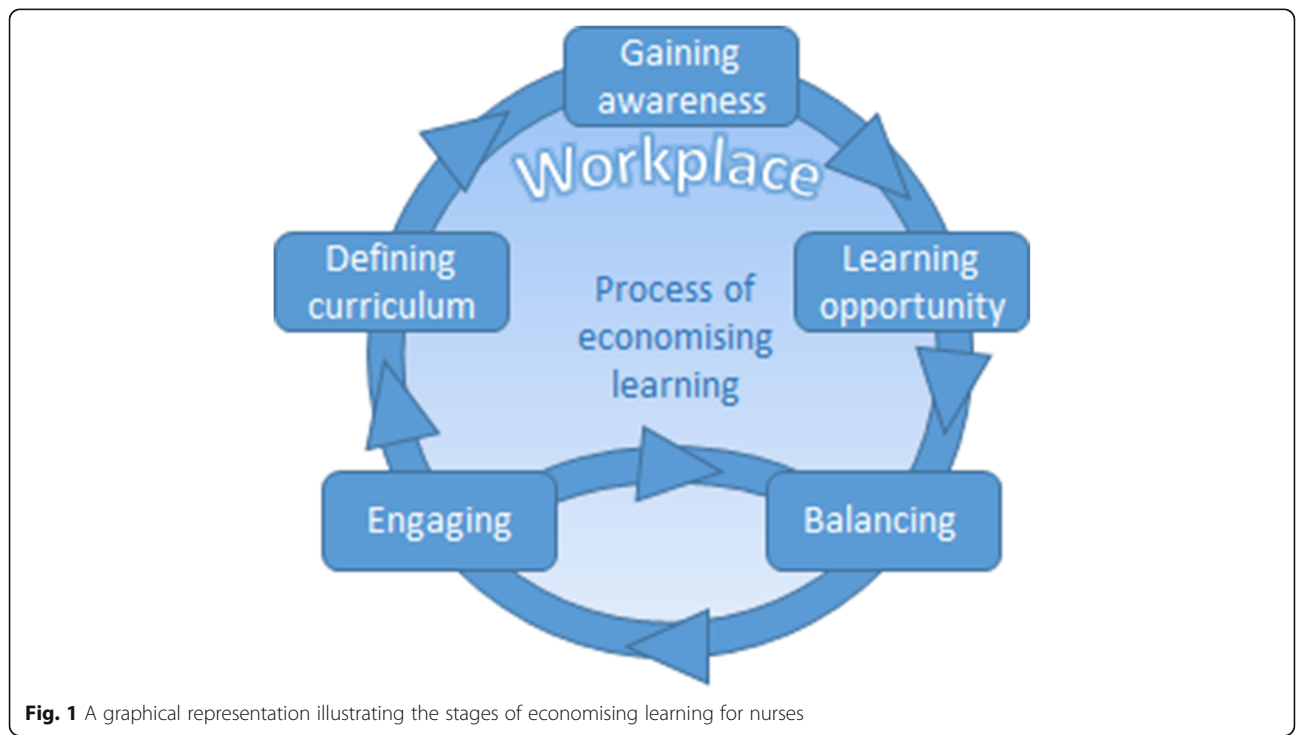 Gaining
awareness
Workplace
Defining
curriculum
Learning
opportunity
Process of
economising
learning
Engaging
Balancing
Fig. 1 A graphical representation illustrating the stages of economising learning for nurses